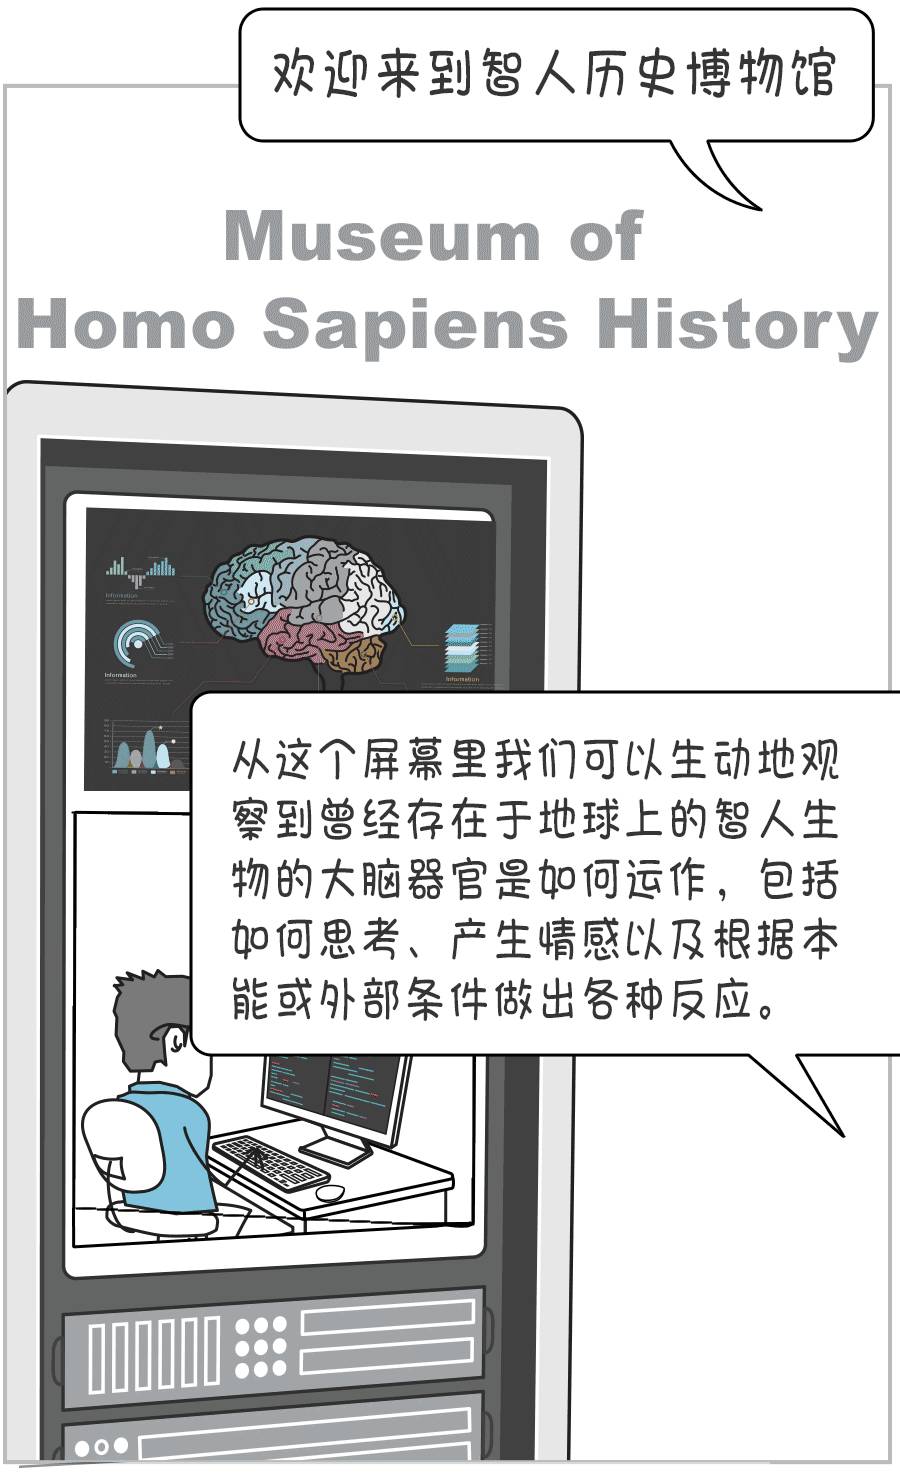 欢迎来到智人历史博物馆
Museum of
Homo Sapiens History
Information
Information
Information
从这个屏幕里我们可以生动地观
察到曾经存在于地球上的智人生
物的大脑器官是如何运作，包括
如何思考、产生情感以及根据本
能或外部条件做出各种反应。